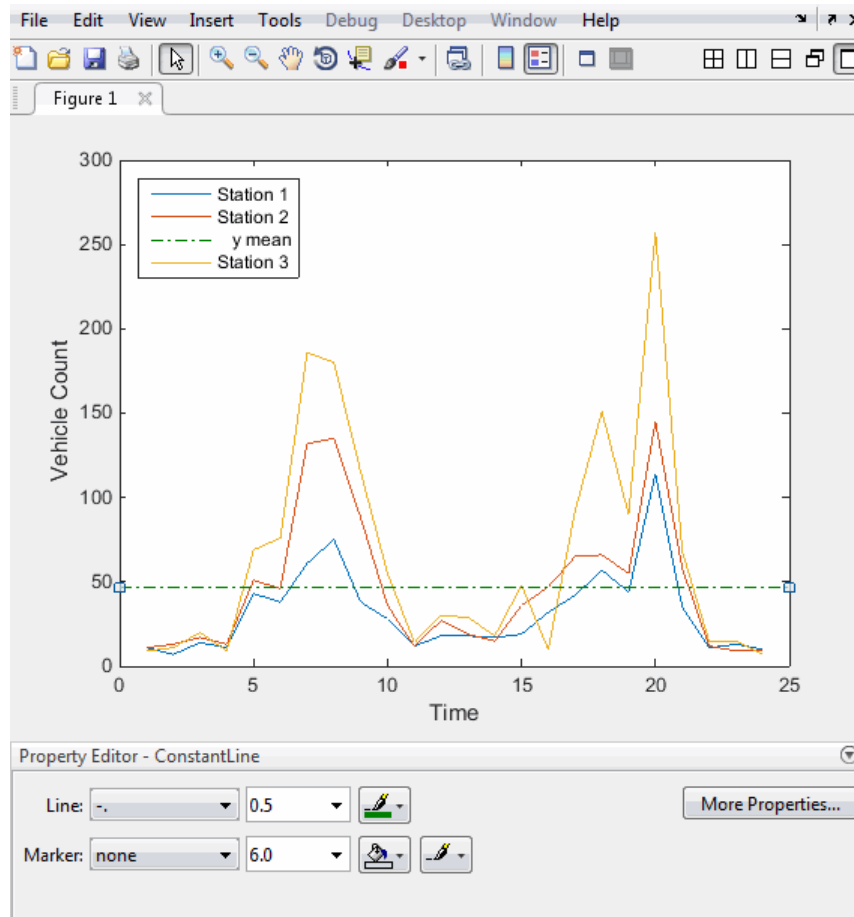 File Edit View Insert Tools Debug Desktop Window Help
Figure 1
300
250
200
150
100
50
0
Vehicle Count
Station 1
Station 2
y mean
Station 3
0 5 10 15 20 25
Time
Property Editor - ConstantLine
Line: -. 0.5 More Properties...
Marker: none 6.0